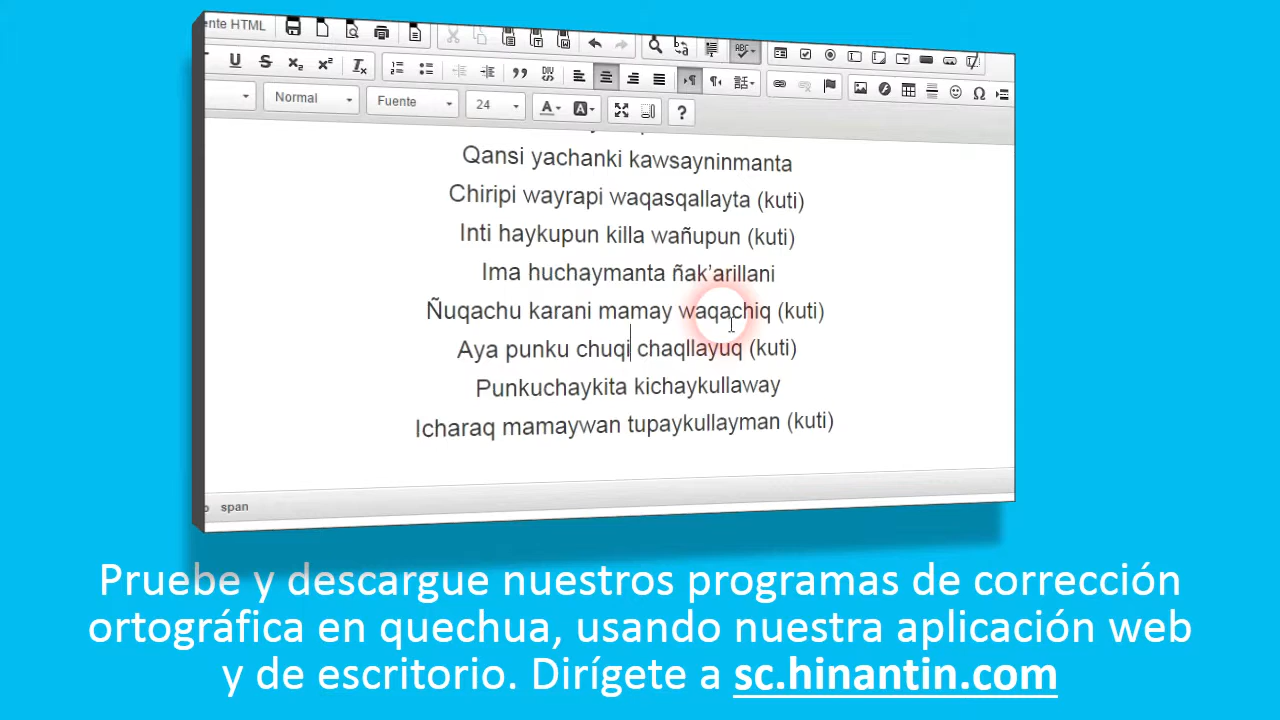 ente HTML
Normal Fuente 24
Qansi yachanki kawsayninmanta
Chiripi wayrapi waqasqallayta (kuti)
Inti haykupun killa wañupun (kuti)
Ima huchaymanta ñak’arillani
Ñuqachu karani mamay waqachiq (kuti)
Aya punku chuqi chaqllayuq (kuti)
Punkuchaykita kichaykullaway
Icharaq mamaywan tupaykullayman (kuti)
span
Pruebe y descargue nuestros programas de corrección
ortográfica en quechua, usando nuestra aplicación web
y de escritorio. Dirígete a sc.hinantin.com